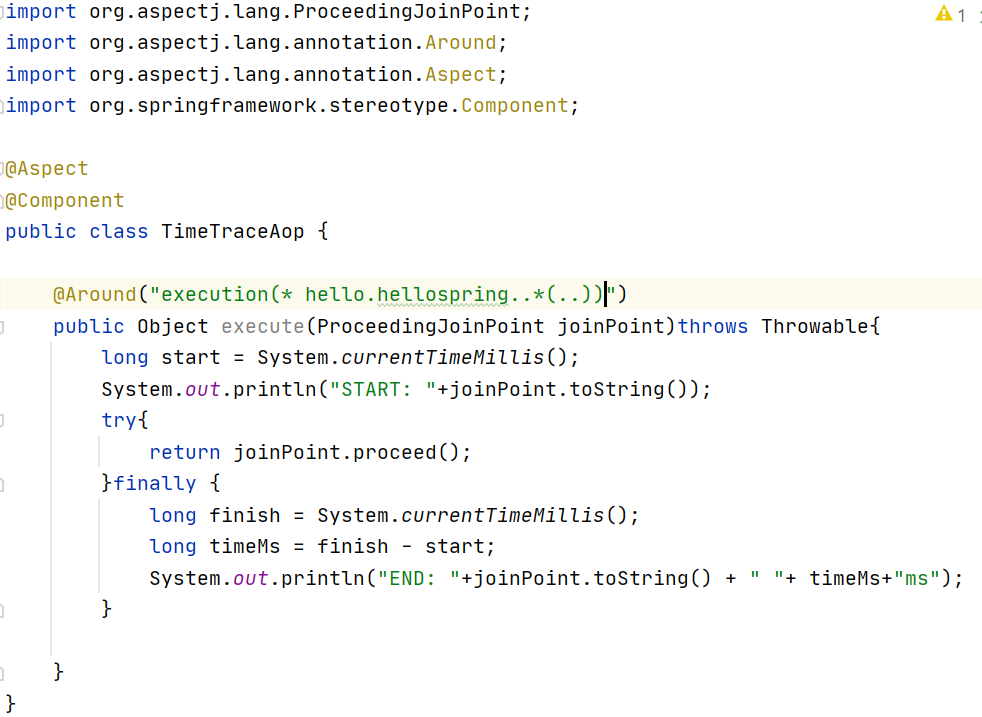 import org.aspectj.lang.ProceedingJoinPoint;
1
import org.aspectj.lang.annotation.Around;
import org.aspectj.lang.annotation.Aspect;
import org.springframework.stereotype.Component;
@Aspect
@Component
public class TimeTraceAop {
@Around("execution(* hello.hellospring..*(..))")
public Object execute(ProceedingJoinPoint joinPoint)throws Throwable{
long start = System.currentTimeMillis();
System.out.println("START: "+joinPoint.toString());
try{
return joinPoint.proceed();
}finally {
long finish = System.currentTimeMillis();
long timeMs = finish - start;
System.out.println("END: "+joinPoint.toString() + " "+ timeMs+"ms");
}
}
}